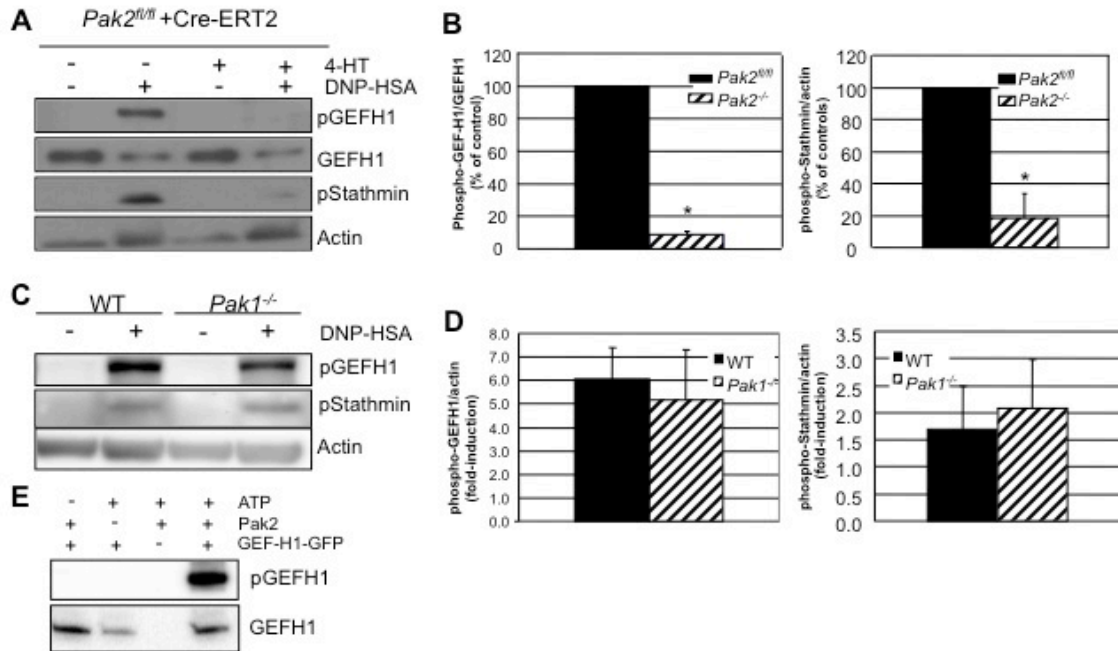 A
Pak2fl/fl +Cre-ERT2
- - + + 4-HT
- + - + DNP-HSA
pGEFH1
GEFH1
pStathmin
Actin
B
Phospho-GEF-H1/GEFH1
(% of control)
120
100
80
60
40
20
0
Pak2fl/fl
Pak2-/-
*
phospho-Stathmin/actin
(% of controls)
120
100
80
60
40
20
0
Pak2fl/fl
Pak2-/-
*
C
WT Pak1-/-
- + - + DNP-HSA
pGEFH1
pStathmin
Actin
D
phospho-GEFH1/actin
(fold-induction)
8.0
7.0
6.0
5.0
4.0
3.0
2.0
1.0
0.0
WT
Pak1-/-
phospho-Stathmin/actin
(fold-induction)
3.5
3.0
2.5
2.0
1.5
1.0
0.5
0.0
WT
Pak1-/-
E
- + + + ATP
+ - + + Pak2
+ + - + GEF-H1-GFP
pGEFH1
GEFH1